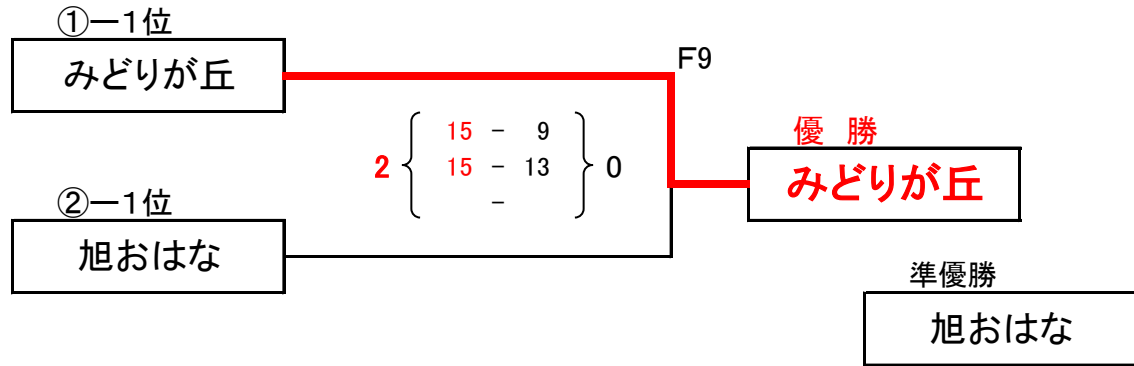 ①ー1位
みどりが丘
F9
15 - 9
2 { 15 - 13 } 0
-
優 勝
みどりが丘
②ー1位
旭おはな
準優勝
旭おはな